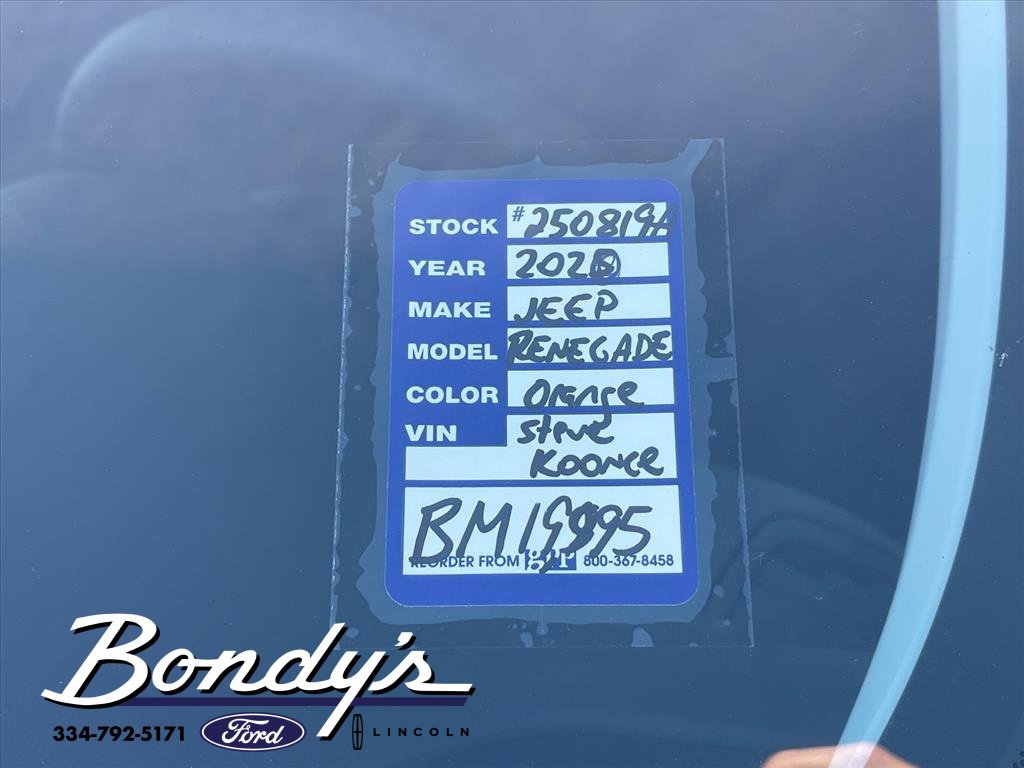 STOCK #250819A
YEAR
MAKE JEEP
MODEL RENEGADE
COLOR Orange
VIN Steve
Koonce
BM19995
REORDER FROM gfr 800-367-8458
Bondy's
334-792-5171 Ford LINCOLN